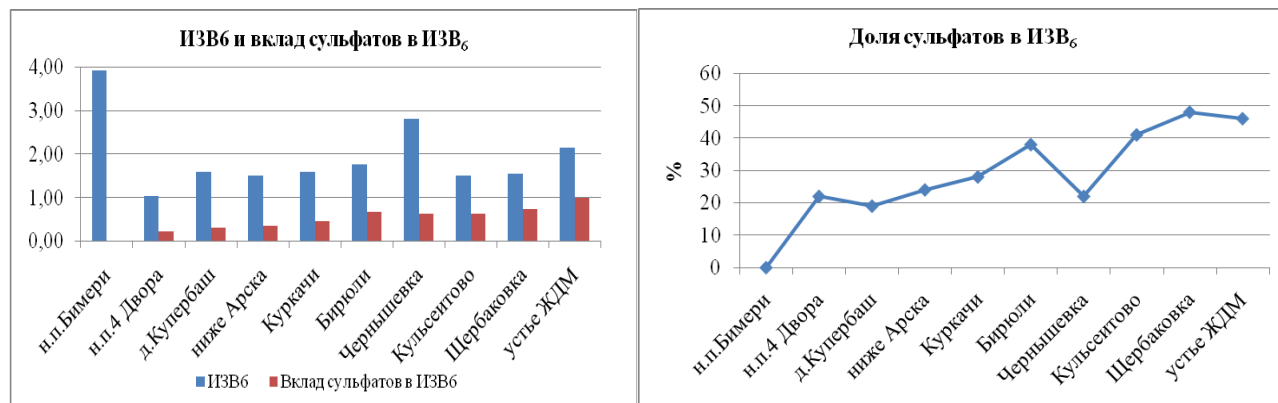 ИЗВ6 и вклад сульфатов в ИЗВ₆
4,00
3,00
2,00
1,00
0,00
н.п.Бимери
н.п.4 Двора
д.Купербаш
ниже Арска
Куркачи
Бирюли
Чернышевка
Кульсеитово
Щербаковка
устье ЖДМ
ИЗВ6
Вклад сульфатов в ИЗВ6
Доля сульфатов в ИЗВ₆
60
50
40
30
20
10
0
%
н.п.Бимери
н.п.4 Двора
д.Купербаш
ниже Арска
Куркачи
Бирюли
Чернышевка
Кульсеитово
Щербаковка
устье ЖДМ